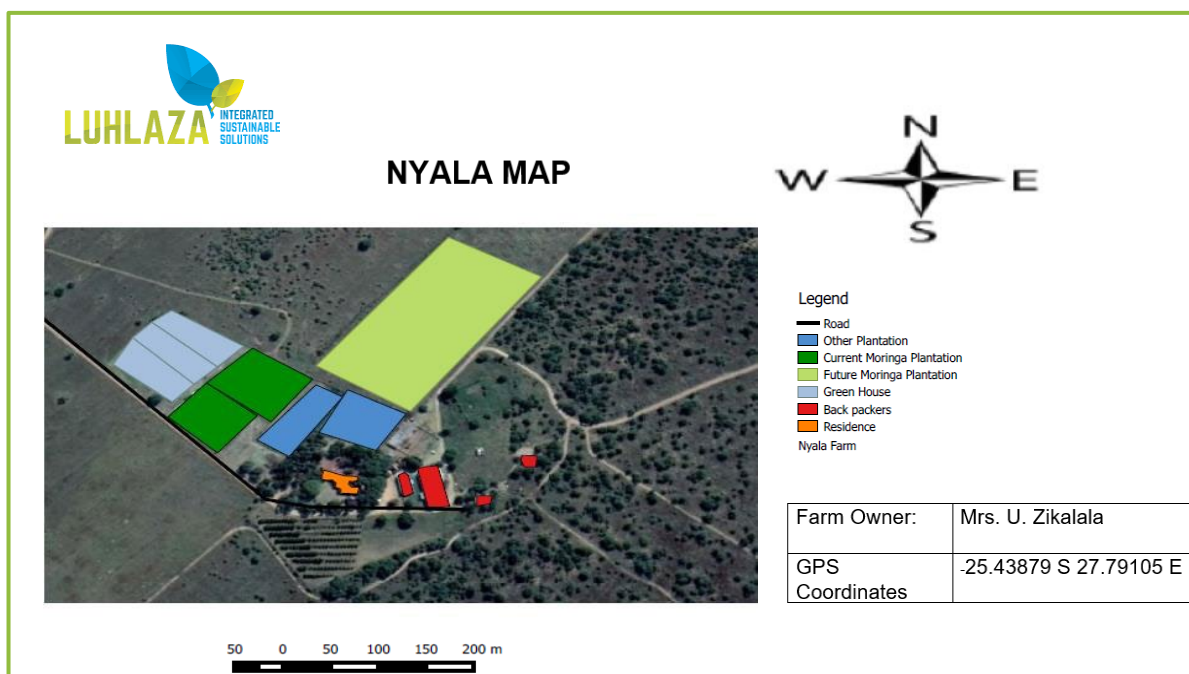 LUHLAZA
INTEGRATED
SUSTAINABLE
SOLUTIONS
NYALA MAP
N
W E
S
Legend
Road
Other Plantation
Current Moringa Plantation
Future Moringa Plantation
Green House
Back packers
Residence
Nyala Farm
Farm Owner: Mrs. U. Zikalala
GPS Coordinates -25.43879 S 27.79105 E
50 0 50 100 150 200 m